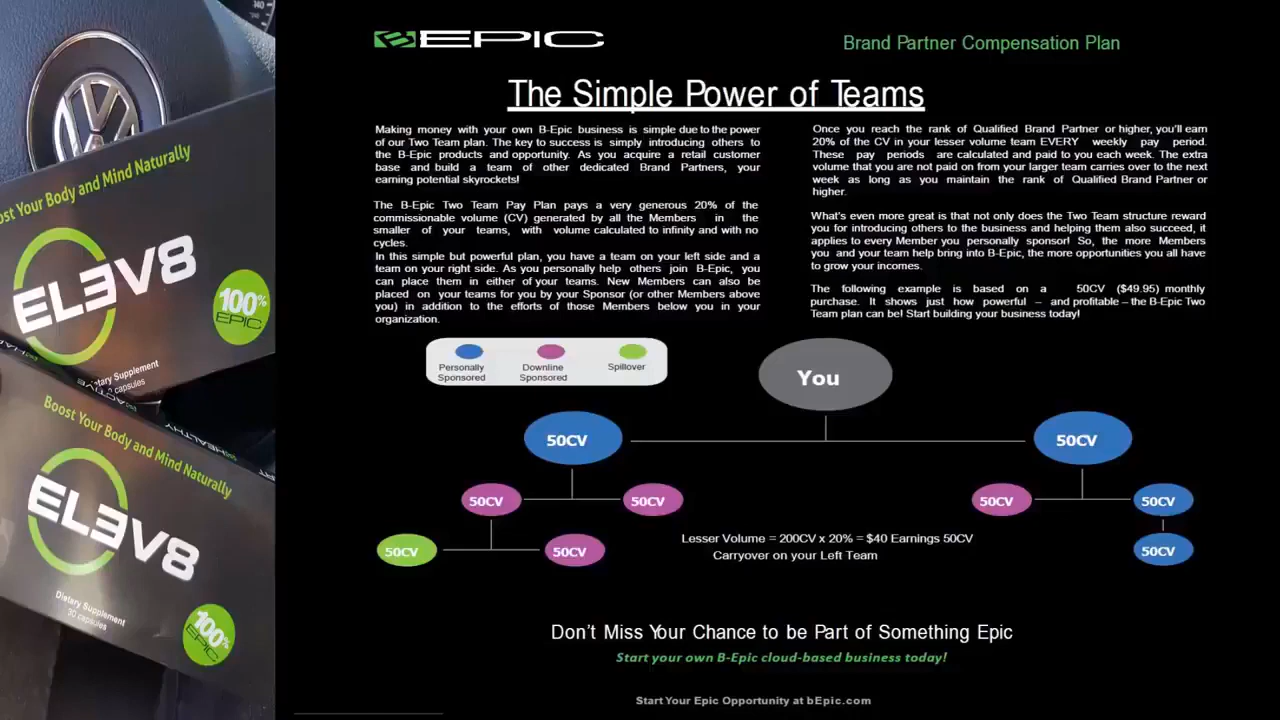 BEPIC
Brand Partner Compensation Plan
The Simple Power of Teams
Making money with your own B-Epic business is simple due to the power
of our Two Team plan. The key to success is simply introducing others to
the B-Epic products and opportunity. As you acquire a retail customer
base and build a team of other dedicated Brand Partners, your
earning potential skyrockets!
The B-Epic Two Team Pay Plan pays a very generous 20% of the
commissionable volume (CV) generated by all the Members in the
smaller of your teams, with volume calculated to infinity and with no
cycles.
In this simple but powerful plan, you have a team on your left side and a
team on your right side. As you personally help others join B-Epic, you
can place them in either of your teams. New Members can also be
placed on your teams for you by your Sponsor (or other Members above
you) in addition to the efforts of those Members below you in your
organization.
Once you reach the rank of Qualified Brand Partner or higher, you'll earn
20% of the CV in your lesser volume team EVERY weekly pay period.
These pay periods are calculated and paid to you each week. The extra
volume that you are not paid on from your larger team carries over to the next
week as long as you maintain the rank of Qualified Brand Partner or
higher.
What's even more great is that not only does the Two Team structure reward
you for introducing others to the business and helping them also succeed, it
applies to every Member you personally sponsor! So, the more Members
you and your team help bring into B-Epic, the more opportunities you all have
to grow your incomes.
The following example is based on a 50CV ($49.95) monthly
purchase. It shows just how powerful – and profitable – the B-Epic Two
Team plan can be! Start building your business today!
Personally
Sponsored
Downline
Sponsored
Spillover
You
50CV
50CV
50CV
50CV
50CV
50CV
50CV
50CV
50CV
Lesser Volume = 200CV x 20% = $40 Earnings 50CV
Carryover on your Left Team
Don't Miss Your Chance to be Part of Something Epic
Start your own B-Epic cloud-based business today!
Start Your Epic Opportunity at bEpic.com
ost Your Body and Mind Naturally
ELEV8
100%
EPIC
etary Supplement
capsules
HEALTHY
Boost Your Body and Mind Naturally
ELEV8
Dietary Supplement
30 capsules
100%
EPIC